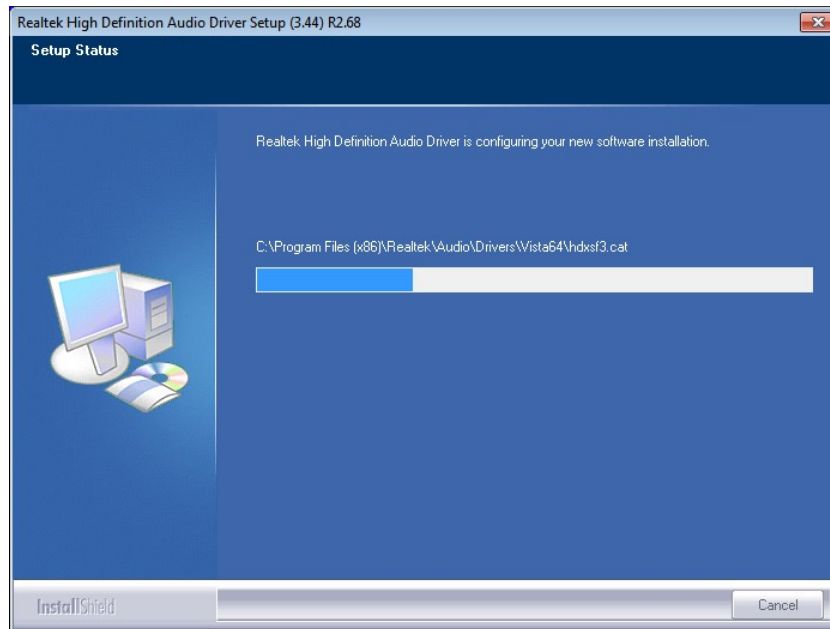 Realtek High Definition Audio Driver Setup (3.44) R2.68
Setup Status
Realtek High Definition Audio Driver is configuring your new software installation.
C:\Program Files (x86)\Realtek\Audio\Drivers\Vista64\hdxsf3.cat
InstallShield
Cancel